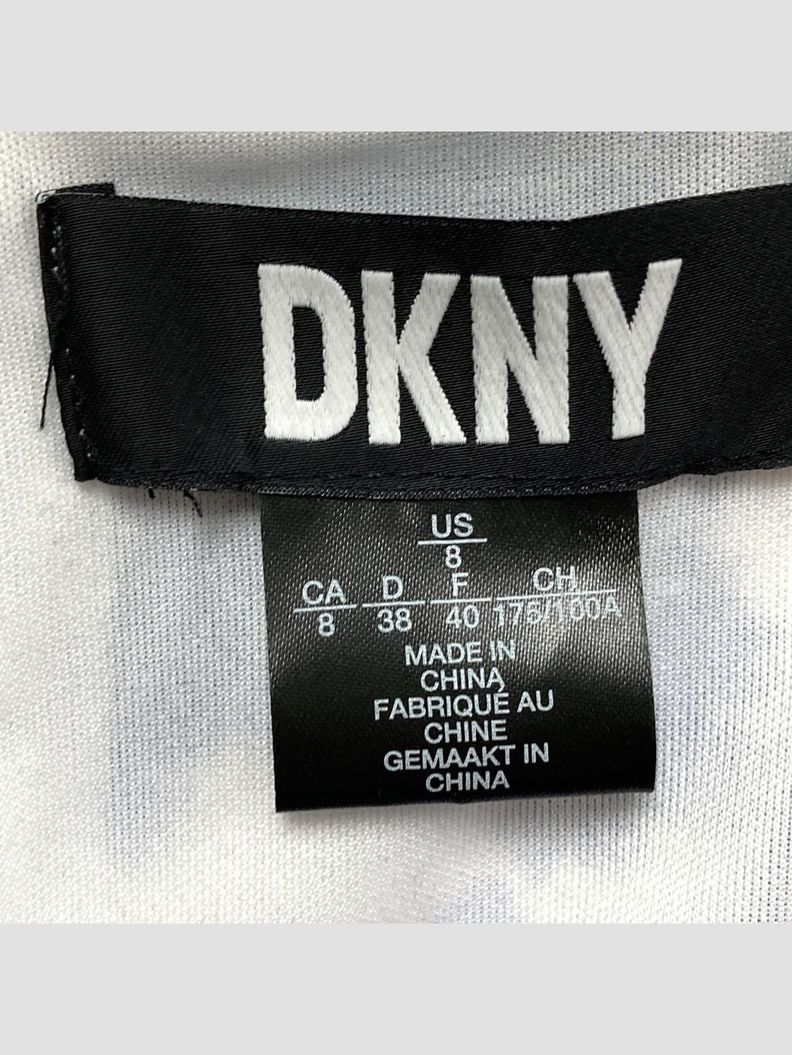 DKNY
US
8
CA D F CH
8 38 40 175/100A
MADE IN
CHINA
FABRIQUÉ AU
CHINE
GEMAAKT IN
CHINA